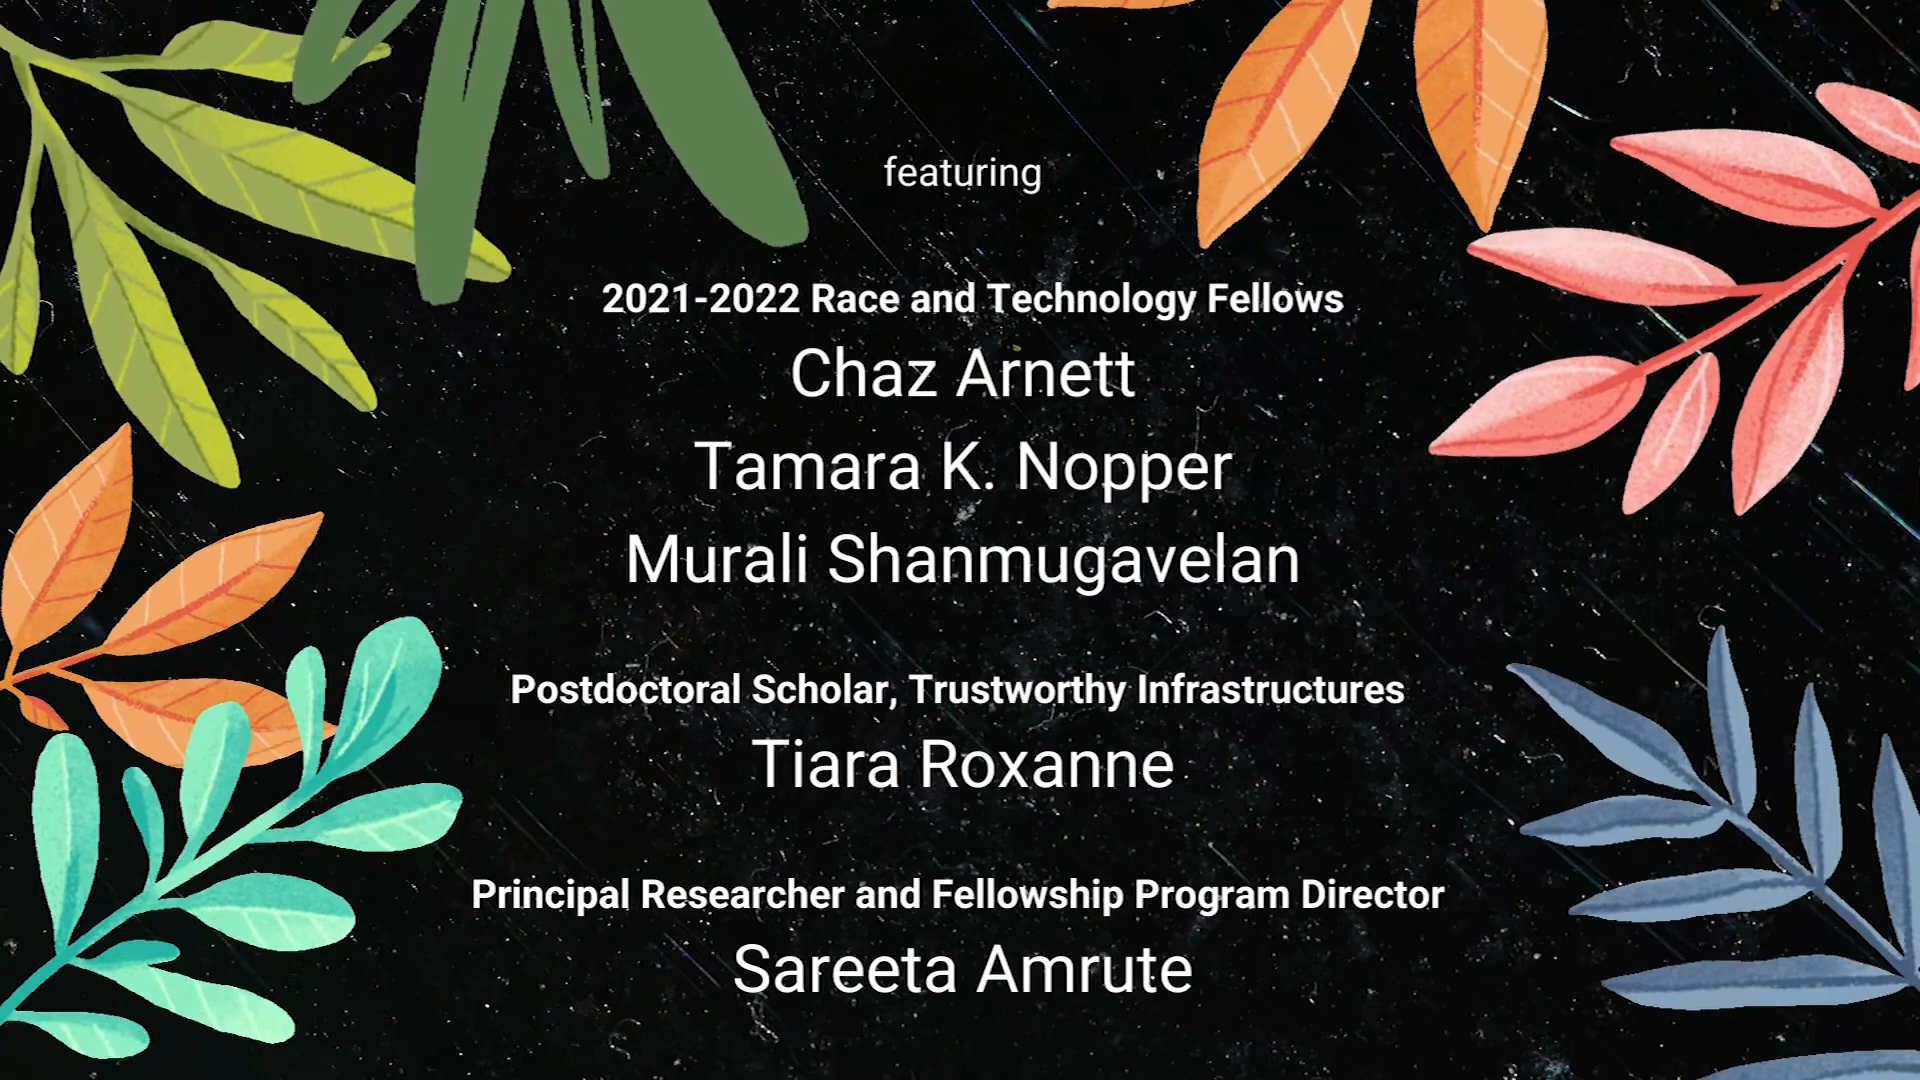 featuring
2021-2022 Race and Technology Fellows
Chaz Arnett
Tamara K. Nopper
Murali Shanmugavelan
Postdoctoral Scholar, Trustworthy Infrastructures
Tiara Roxanne
Principal Researcher and Fellowship Program Director
Sareeta Amrute